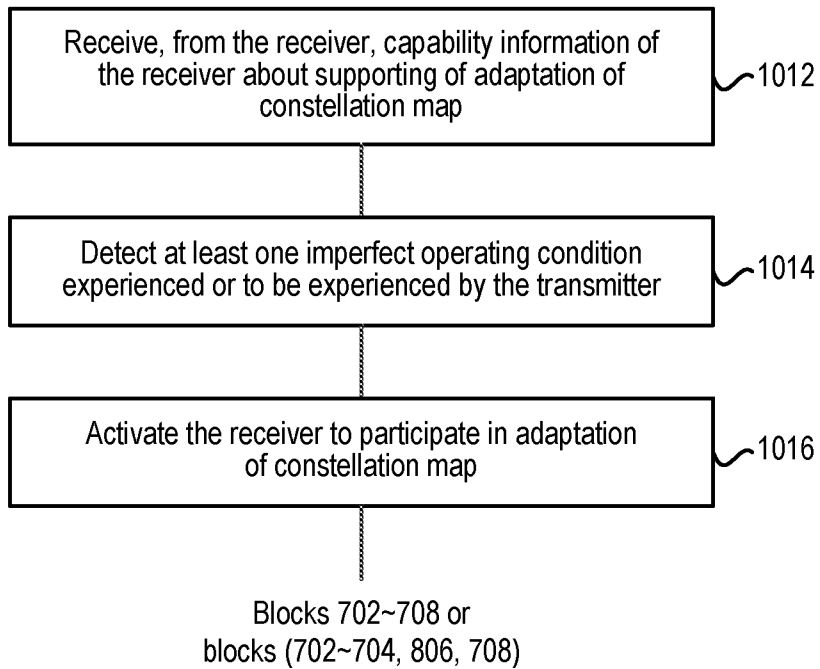 Receive, from the receiver, capability information of
the receiver about supporting of adaptation of
constellation map
1012
Detect at least one imperfect operating condition
experienced or to be experienced by the transmitter
1014
Activate the receiver to participate in adaptation
of constellation map
1016
Blocks 702~708 or
blocks (702~704, 806, 708)